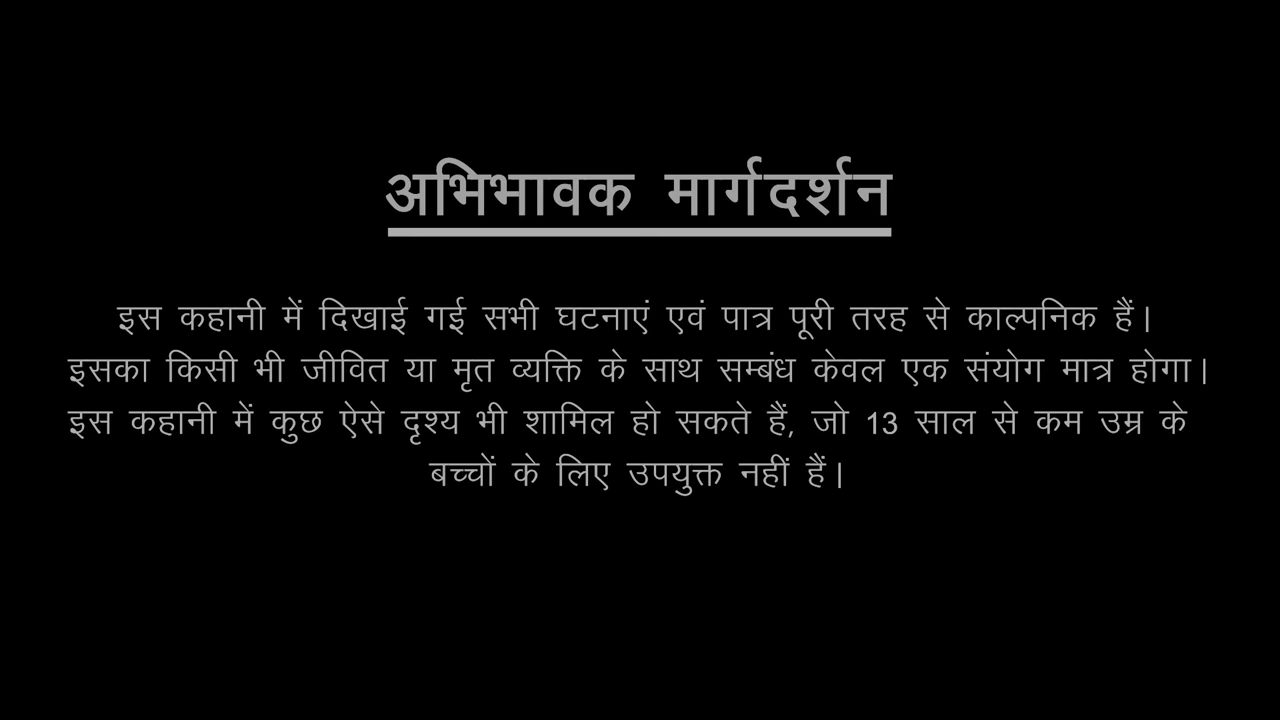 अभिभावक मार्गदर्शन
इस कहानी में दिखाई गई सभी घटनाएं एवं पात्र पूरी तरह से काल्पनिक हैं।
इसका किसी भी जीवित या मृत व्यक्ति के साथ सम्बंध केवल एक संयोग मात्र होगा।
इस कहानी में कुछ ऐसे दृश्य भी शामिल हो सकते हैं, जो 13 साल से कम उम्र के
बच्चों के लिए उपयुक्त नहीं हैं।